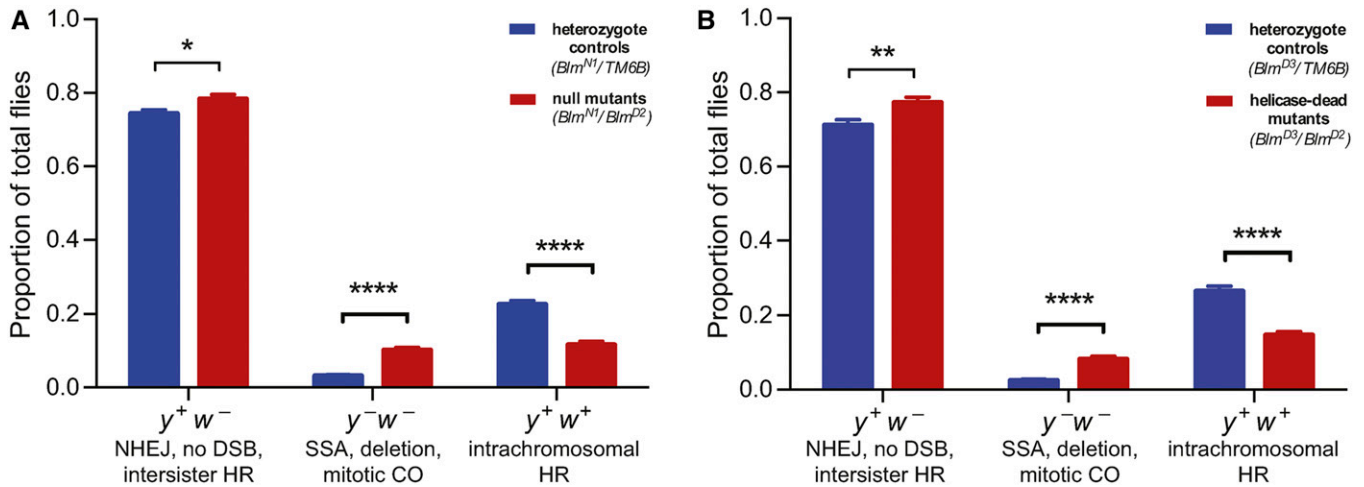 A
Proportion of total flies
1.0
0.8
0.6
0.4
0.2
0.0
*
****
****
heterozygote
controls
(Blm^N1/TM6B)
null mutants
(Blm^N1/Blm^D2)
y⁺ w⁻
NHEJ, no DSB,
intersister HR
y⁻w⁻
SSA, deletion,
mitotic CO
y⁺ w⁺
intrachromosomal
HR
B
Proportion of total flies
1.0
0.8
0.6
0.4
0.2
0.0
**
****
****
heterozygote
controls
(Blm^D3/TM6B)
helicase-dead
mutants
(Blm^D3/Blm^D2)
y⁺ w⁻
NHEJ, no DSB,
intersister HR
y⁻w⁻
SSA, deletion,
mitotic CO
y⁺ w⁺
intrachromosomal
HR